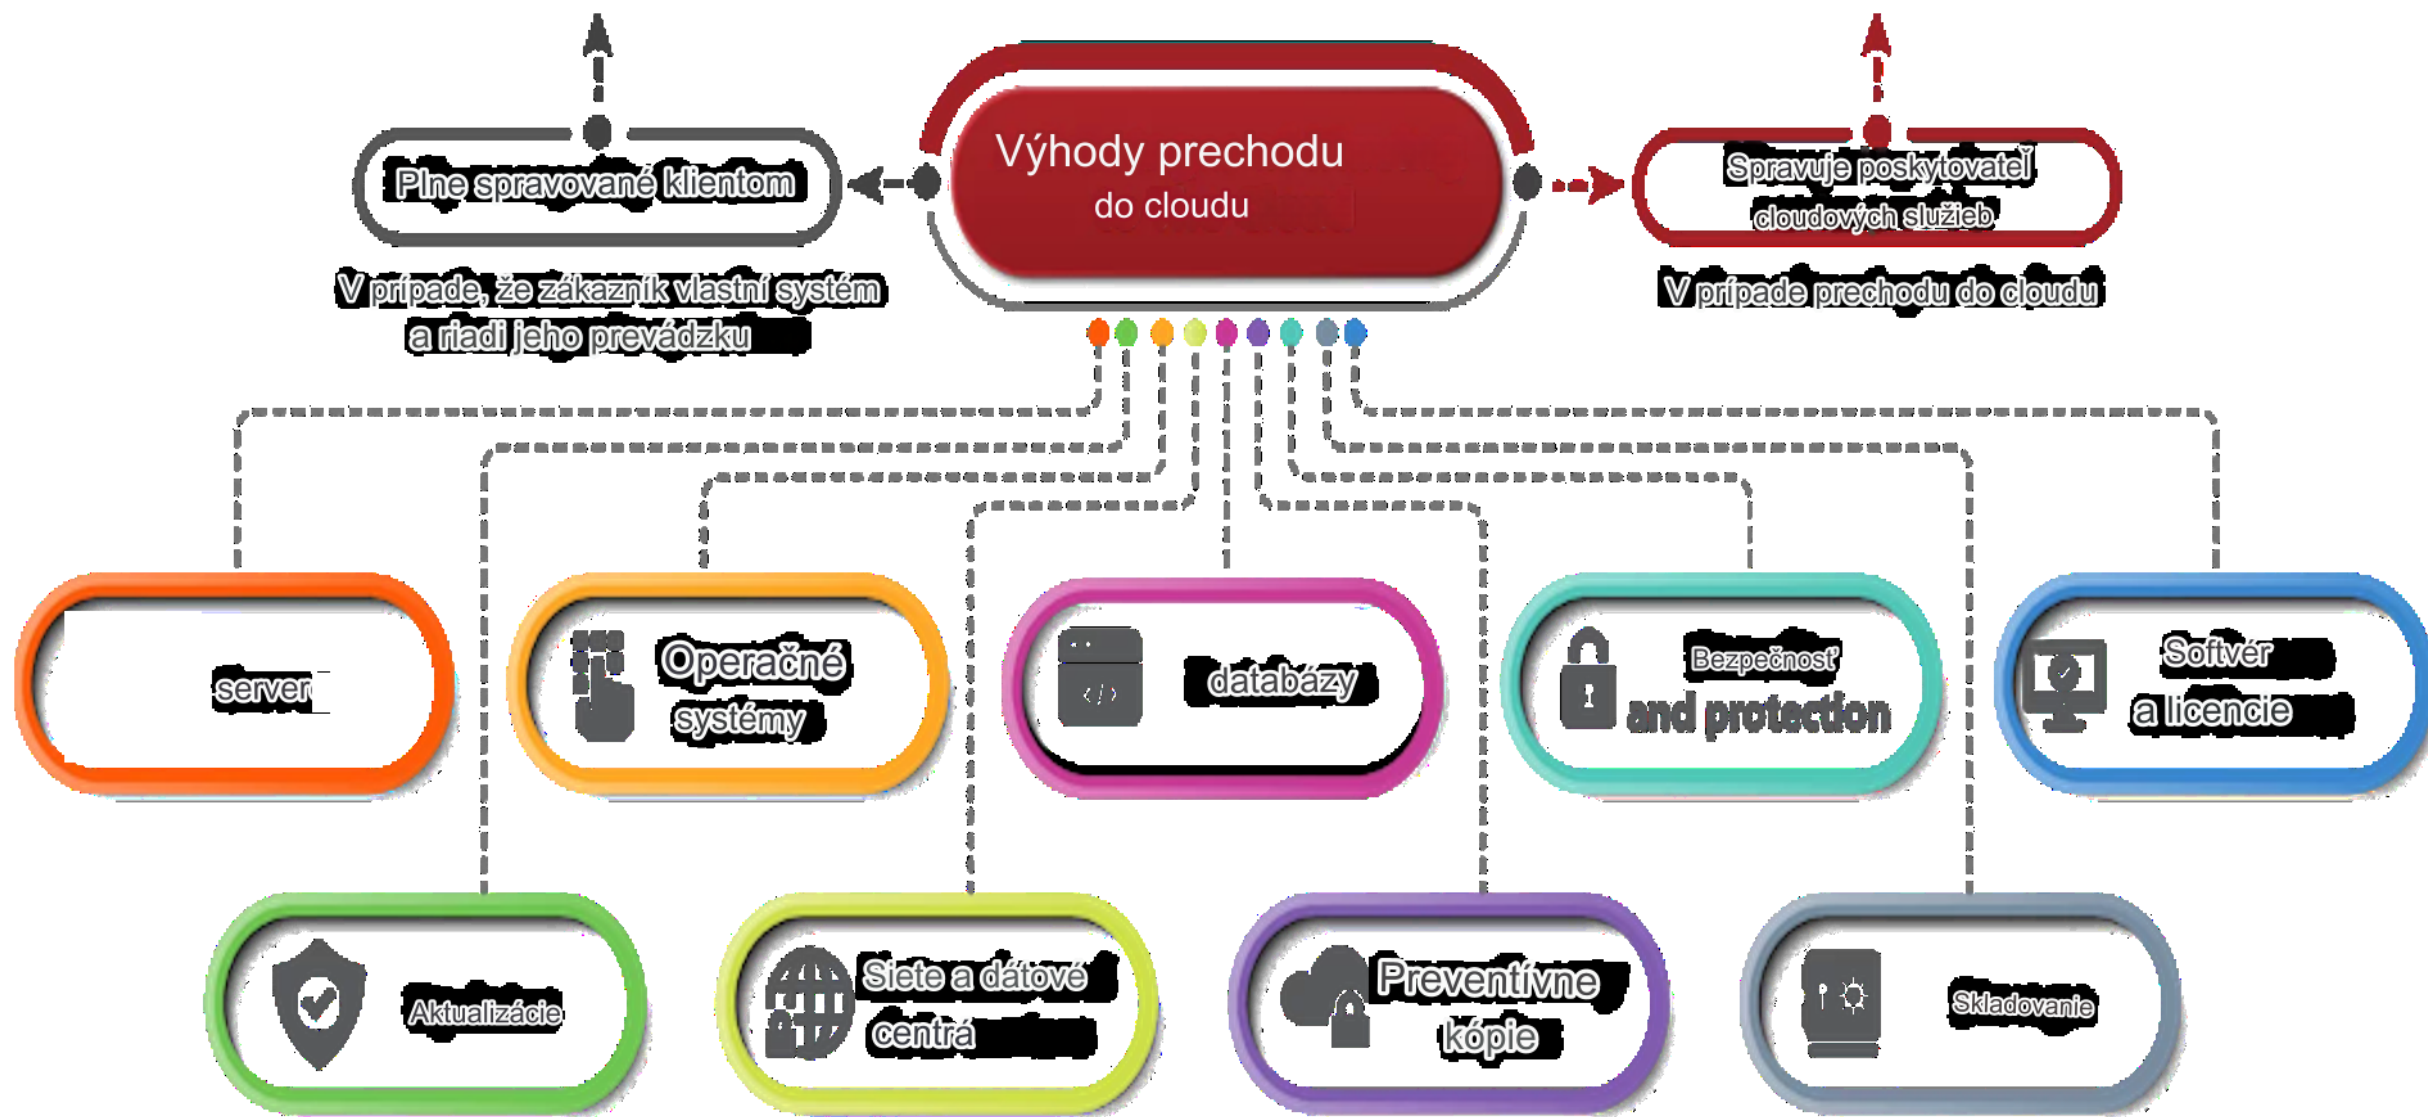 Výhody prechodu
do cloudu
Plne spravované klientom
V prípade, že zákazník vlastní systém
a riadi jeho prevádzku
Spravuje poskytovateľ
cloudových služieb
V prípade prechodu do cloudu
server
Operačné
systémy
databázy
Bezpečnosť
and protection
Softvér
a licencie
Aktualizácie
Siete a dátové
centrá
Preventívne
kópie
Skladovanie